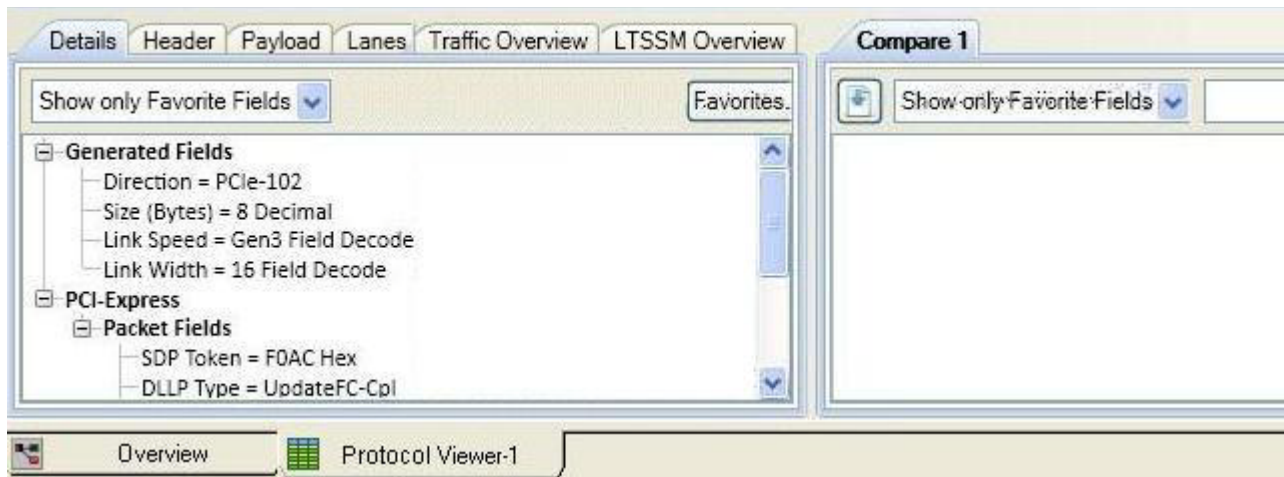 Details Header Payload Lanes Traffic Overview LTSSM Overview
Show only Favorite Fields Favorites.
Generated Fields
Direction = PCIe-102
Size (Bytes) = 8 Decimal
Link Speed = Gen3 Field Decode
Link Width = 16 Field Decode
PCI-Express
Packet Fields
SDP Token = F0AC Hex
DLLP Type = UpdateFC-Cpl
Compare 1
Show only Favorite Fields
Overview Protocol Viewer-1